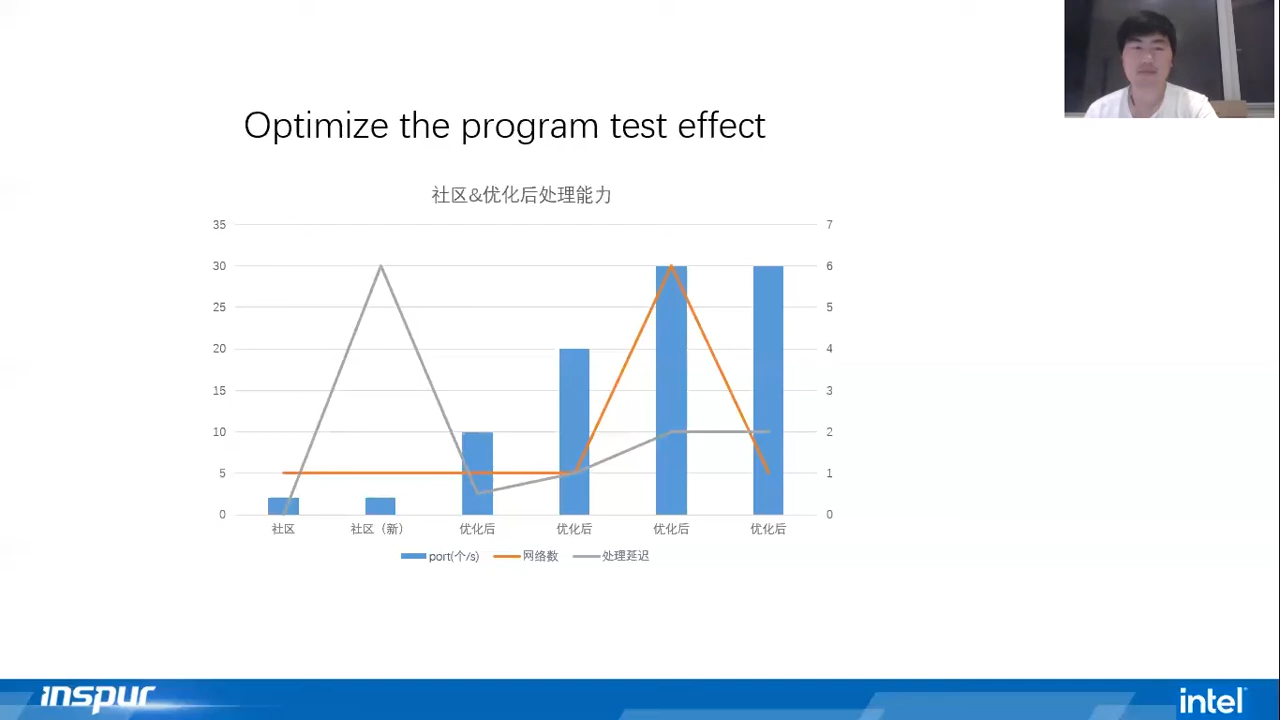 Optimize the program test effect
社区&优化后处理能力
35
30
25
20
15
10
5
0
7
6
5
4
3
2
1
0
社区 社区（新） 优化后 优化后 优化后 优化后
port(个/s) 网络数 处理延迟
inspur
intel